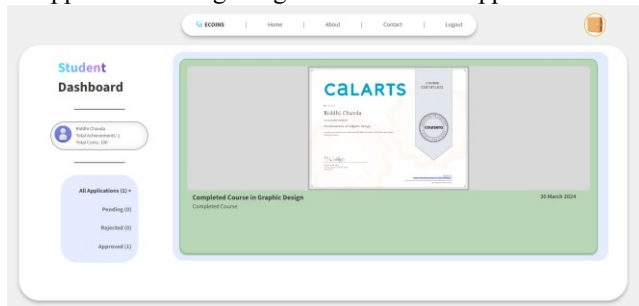 ECOINS | Home | About | Contact | Logout
Student
Dashboard
Riddhi Chavda
Total Achievements: 1
Total Coins: 100
All Applications (1)
Pending (0)
Rejected (0)
Approved (1)
CALARTS
COURSE
CERTIFICATE
Riddhi Chavda
Fundamentals of Graphic Design
coursera
Completed Course in Graphic Design
30 March 2024
Completed Course